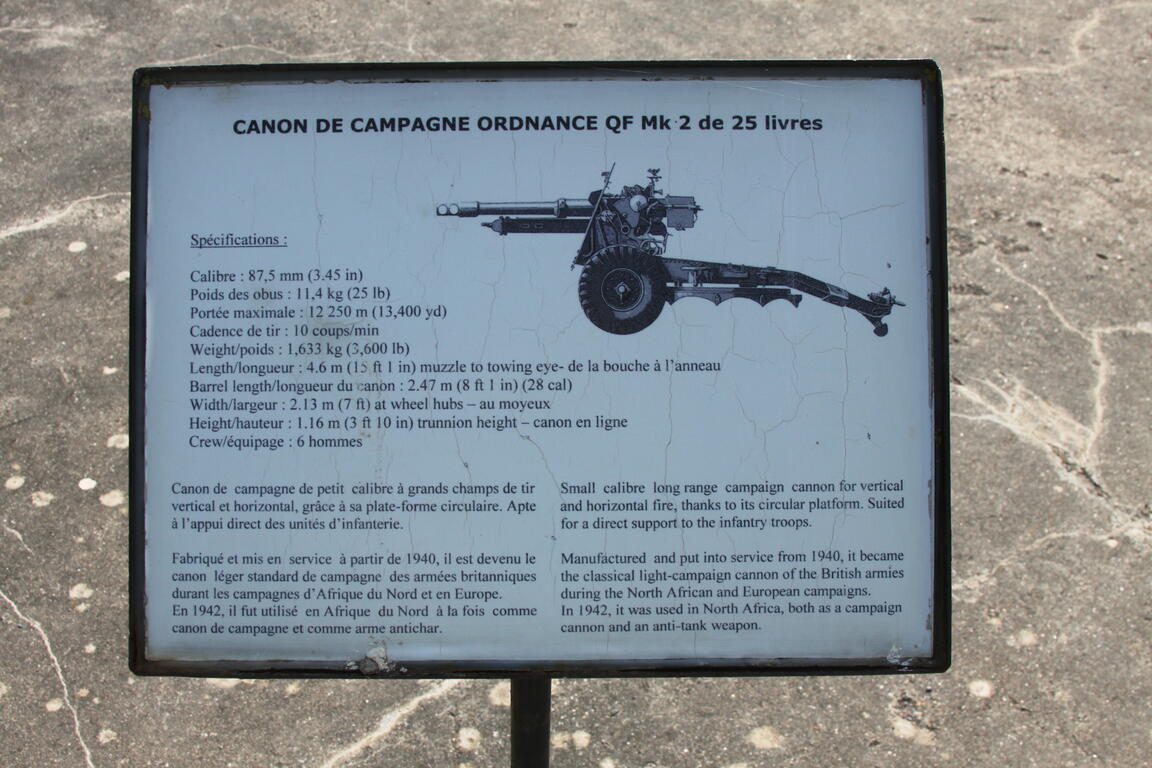 CANON DE CAMPAGNE ORDNANCE QF Mk 2 de 25 livres
Spécifications :
Calibre : 87,5 mm (3.45 in)
Poids des obus : 11,4 kg (25 lb)
Portée maximale : 12 250 m (13,400 yd)
Cadence de tir : 10 coups/min
Weight/poids : 1,633 kg (3,600 lb)
Length/longueur : 4.6 m (15 ft 1 in) muzzle to towing eye- de la bouche à l'anneau
Barrel length/longueur du canon : 2.47 m (8 ft 1 in) (28 cal)
Width/largeur : 2.13 m (7 ft) at wheel hubs – au moyeux
Height/hauteur : 1.16 m (3 ft 10 in) trunnion height – canon en ligne
Crew/équipage : 6 hommes
Canon de campagne de petit calibre à grands champs de tir
vertical et horizontal, grâce à sa plate-forme circulaire. Apte
à l'appui direct des unités d'infanterie.
Fabriqué et mis en service à partir de 1940, il est devenu le
canon léger standard de campagne des armées britanniques
durant les campagnes d'Afrique du Nord et en Europe.
En 1942, il fut utilisé en Afrique du Nord à la fois comme
canon de campagne et comme arme antichar.
Small calibre long range campaign cannon for vertical
and horizontal fire, thanks to its circular platform. Suited
for a direct support to the infantry troops.
Manufactured and put into service from 1940, it became
the classical light-campaign cannon of the British armies
during the North African and European campaigns.
In 1942, it was used in North Africa, both as a campaign
cannon and an anti-tank weapon.